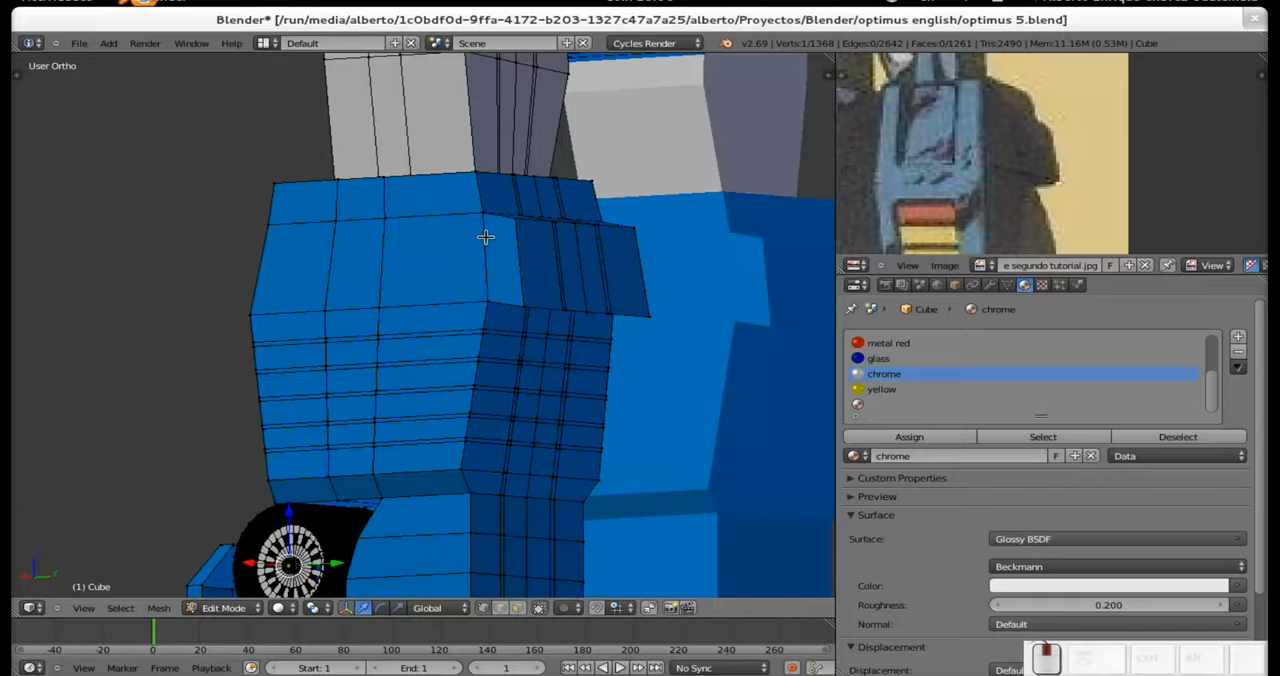 Blender* [/run/media/alberto/1c0bdf0d-9ffa-4172-b203-1327c47a7a25/alberto/Proyectos/Blender/optimus english/optimus 5.blend]
File Add Render Window Help Default Scene Cycles Render v2.69 | Verts:1/1368 | Edges:0/2642 | Faces:0/1261 | Tris:2490 | Mem:11.16M (0.53M) | Cube
User Ortho
View Image e segundo tutorial.jpg F View
Cube chrome
metal red
glass
chrome
yellow
Assign Select Deselect
chrome F Data
Custom Properties
Preview
Surface
Surface: Glossy BSDF
Beckmann
Color:
Roughness: 0.200
Normal: Default
Displacement
Displacement: Defau
(1) Cube
View Select Mesh Edit Mode Global
-40 -20 0 20 40 60 80 100 120 140 160 180 200 220 240 260
View Marker Frame Playback Start: 1 End: 1 1 No Sync
Ctrl Alt